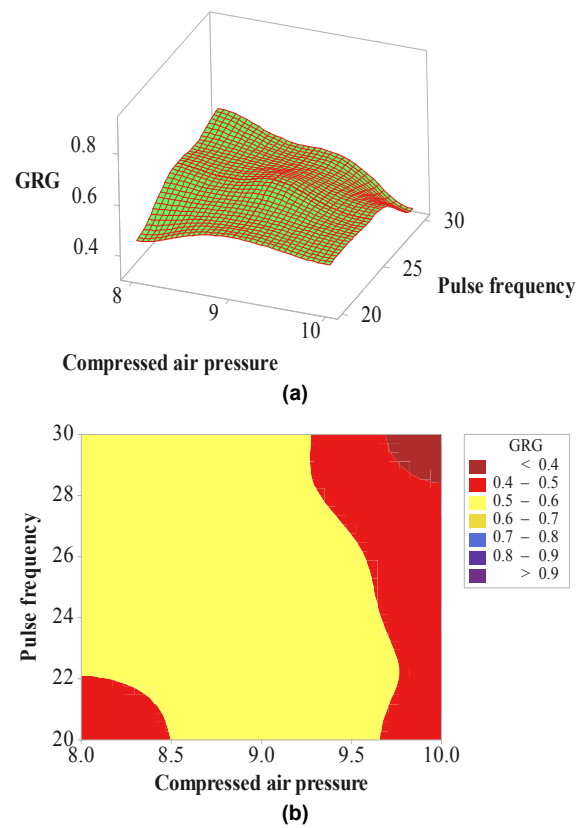 0.8
GRG
0.6
0.4
30
25
Pulse frequency
20
8
9
10
Compressed air pressure
(a)
30
28
26
24
22
20
Pulse frequency
8.0
8.5
9.0
9.5
10.0
Compressed air pressure
GRG
< 0.4
0.4 – 0.5
0.5 – 0.6
0.6 – 0.7
0.7 – 0.8
0.8 – 0.9
> 0.9
(b)